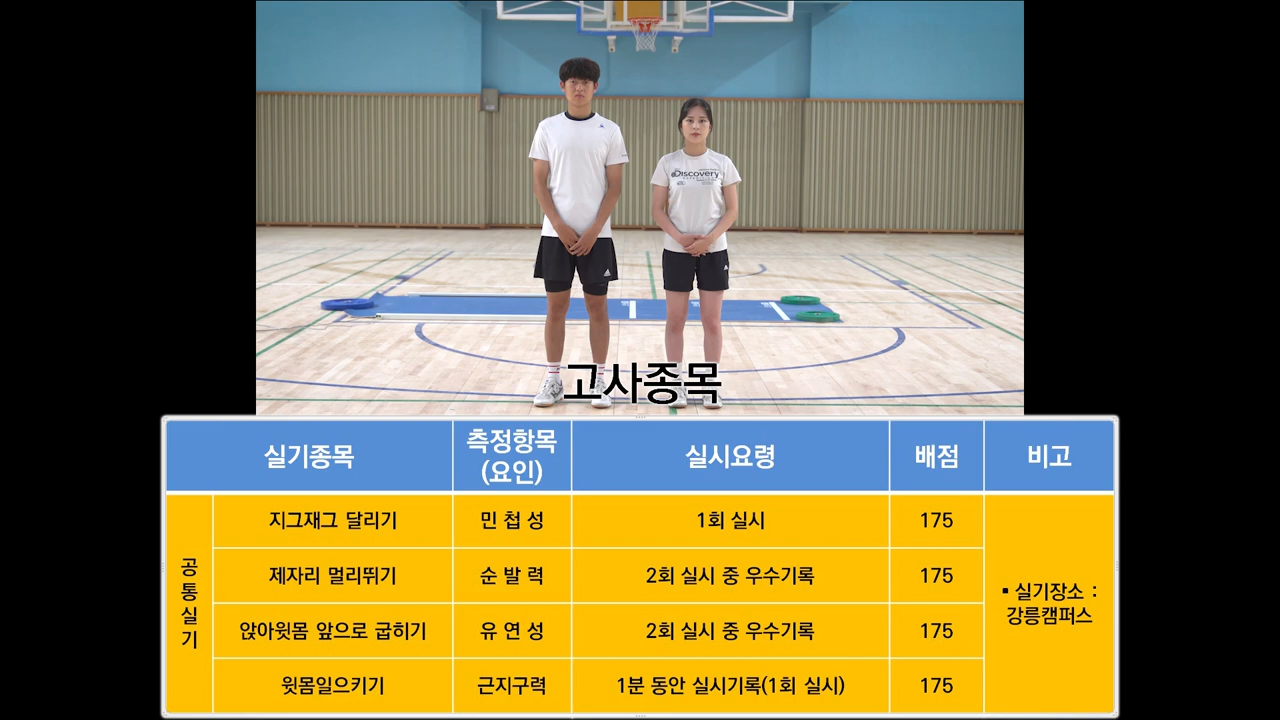 Discovery
고사종목
실기종목 측정항목 (요인) 실시요령 배점 비고
공통실기
지그재그 달리기 민 첩 성 1회 실시 175
제자리 멀리뛰기 순 발 력 2회 실시 중 우수기록 175
앉아윗몸 앞으로 굽히기 유 연 성 2회 실시 중 우수기록 175
윗몸일으키기 근지구력 1분 동안 실시기록(1회 실시) 175
▪ 실기장소 :
강릉캠퍼스